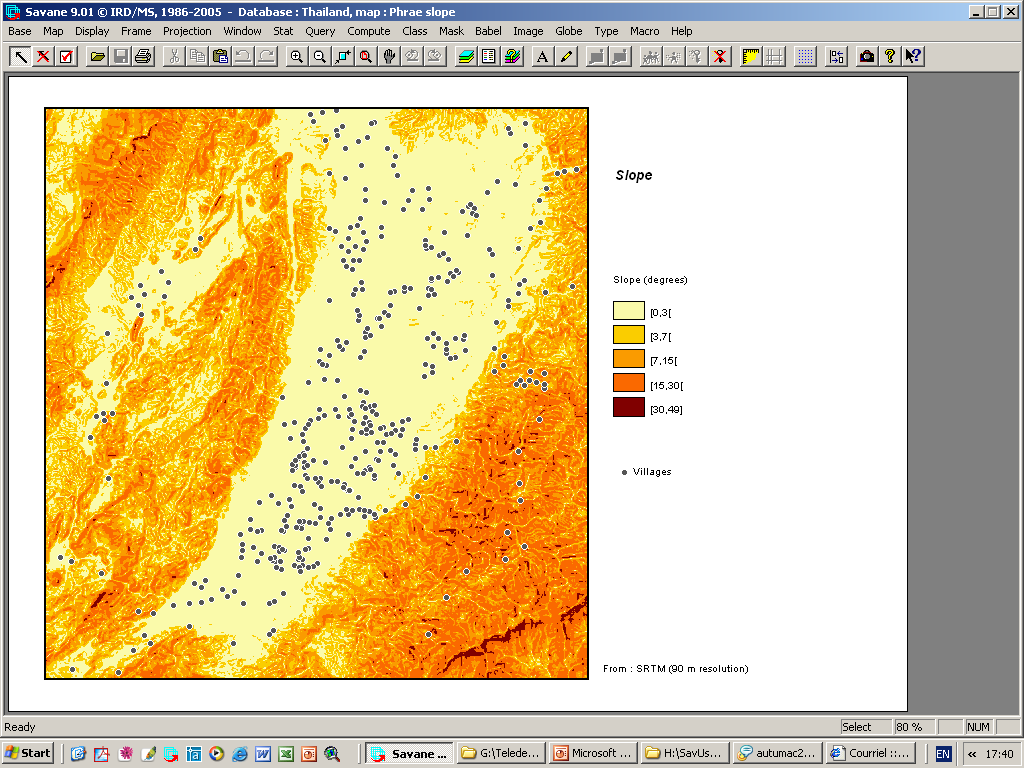 Savane 9.01 © IRD/MS, 1986-2005 - Database : Thailand, map : Phrae slope
Base Map Display Frame Projection Window Stat Query Compute Class Mask Babel Image Globe Type Macro Help
Slope
Slope (degrees)
[0,3[
[3,7[
[7,15[
[15,30[
[30,49]
Villages
From : SRTM (90 m resolution)
Ready Select 80 % NUM
Start Savane ... G:\Telede... Microsoft ... H:\SavUs... autumac2... Courriel ::... EN « 17:40